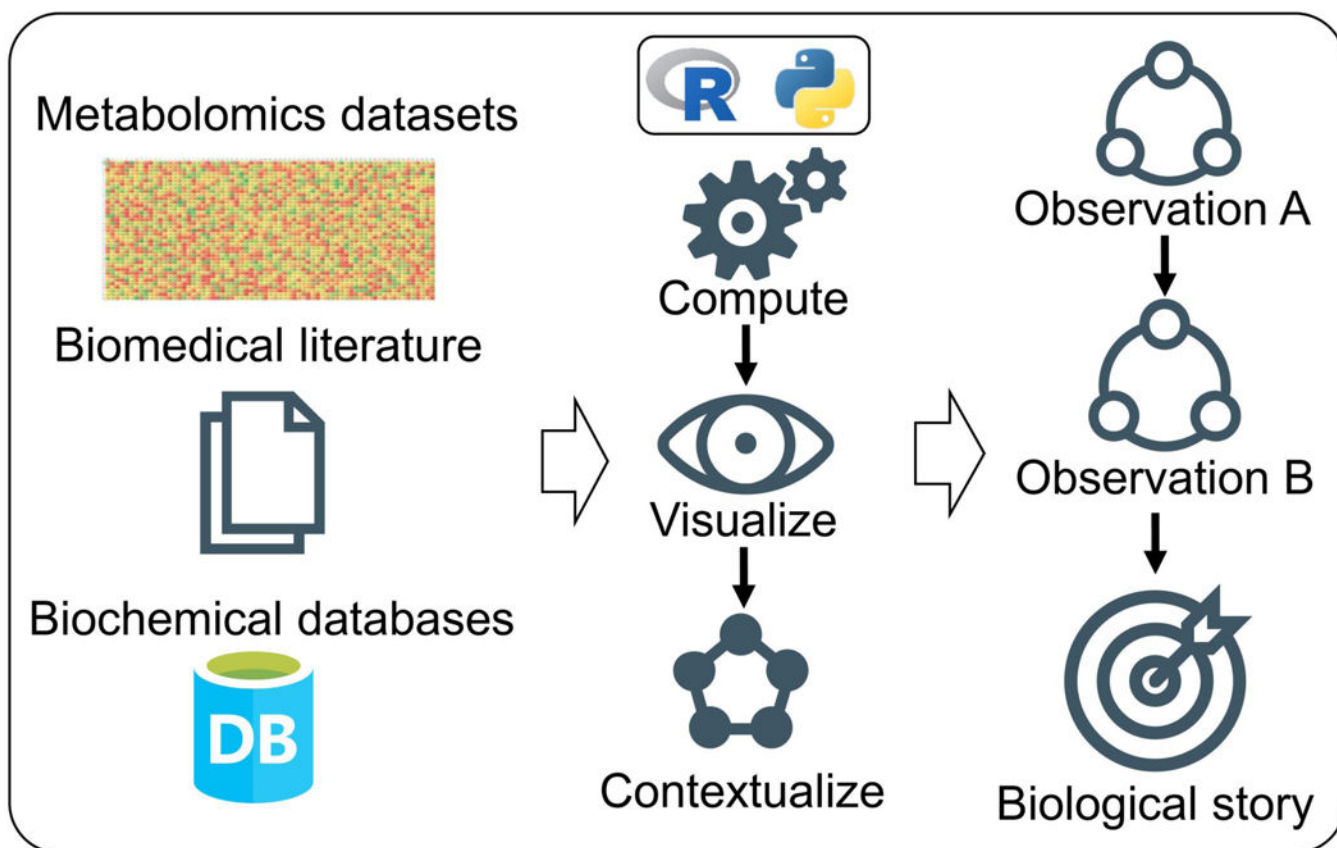 Metabolomics datasets
Biomedical literature
Biochemical databases
DB
R
Compute
Visualize
Contextualize
Observation A
Observation B
Biological story